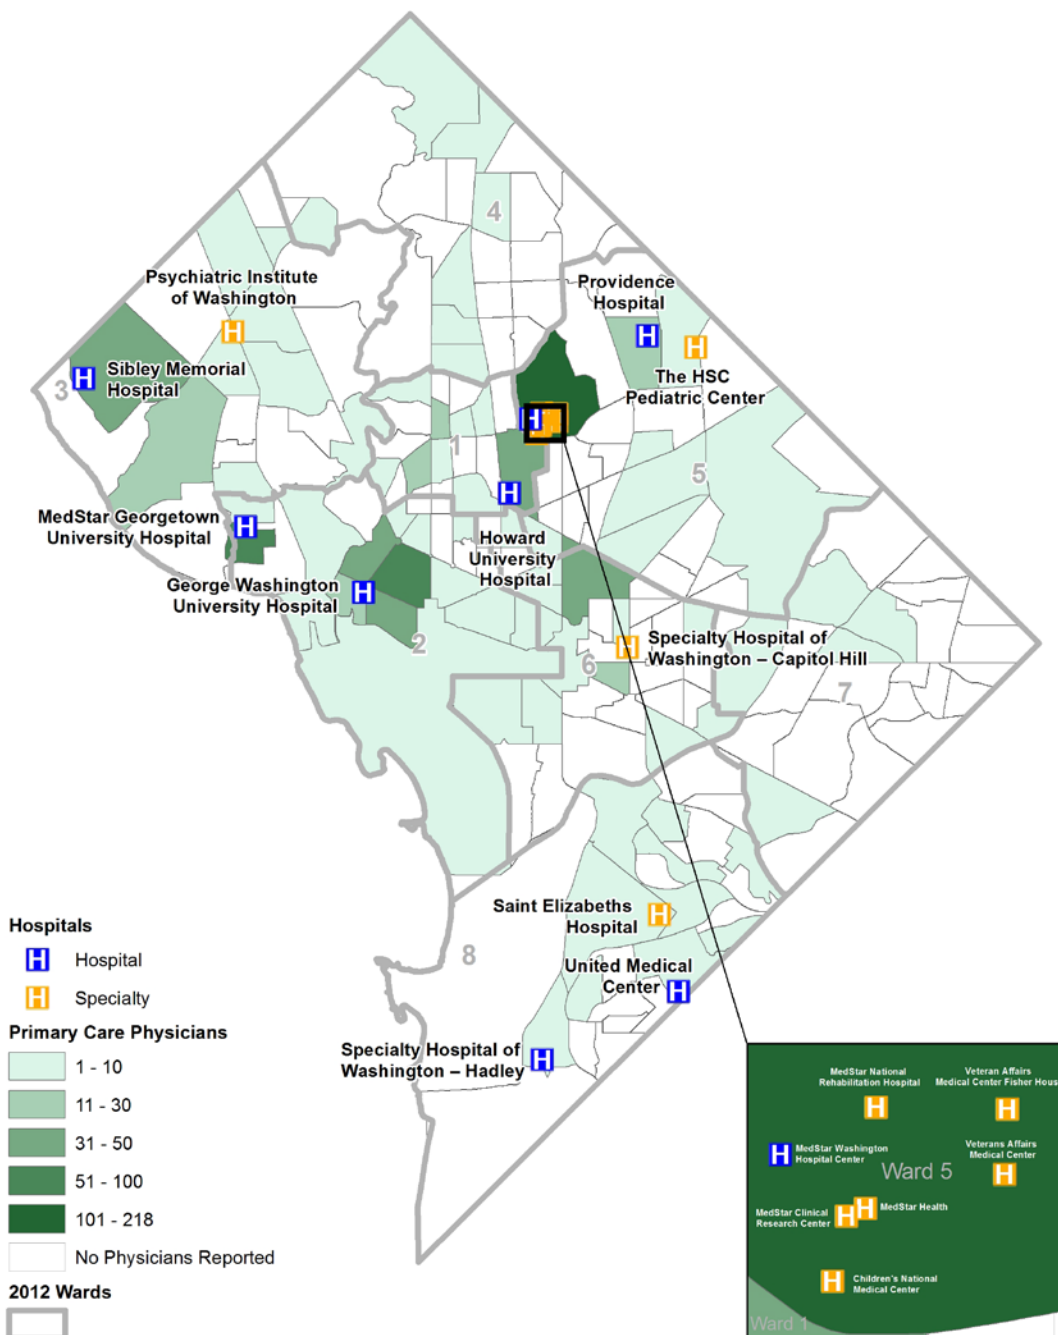 4
Psychiatric Institute
of Washington
H
Providence
Hospital
H
H
The HSC
Pediatric Center
3
H
Sibley Memorial
Hospital
H
1
5
H
MedStar Georgetown
University Hospital
H
Howard
University
Hospital
George Washington
University Hospital
H
2
Specialty Hospital of
Washington – Capitol Hill
H
6
7
Saint Elizabeths
Hospital
H
8
United Medical
Center
H
Specialty Hospital of
Washington – Hadley
H
Hospitals
H Hospital
H Specialty
Primary Care Physicians
1 - 10
11 - 30
31 - 50
51 - 100
101 - 218
No Physicians Reported
2012 Wards
MedStar National
Rehabilitation Hospital
H
Veteran Affairs
Medical Center Fisher Hous
H
H
MedStar Washington
Hospital Center
Veterans Affairs
Medical Center
H
Ward 5
MedStar Clinical
Research Center
H
H
MedStar Health
H
Children's National
Medical Center
Ward 1